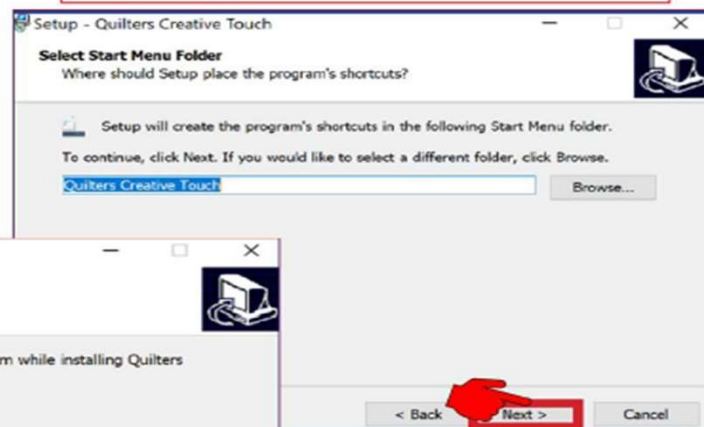 Setup - Quilters Creative Touch
Select Start Menu Folder
Where should Setup place the program's shortcuts?
Setup will create the program's shortcuts in the following Start Menu folder.
To continue, click Next. If you would like to select a different folder, click Browse.
Quilters Creative Touch
Browse...
m while installing Quilters
< Back
Next >
Cancel